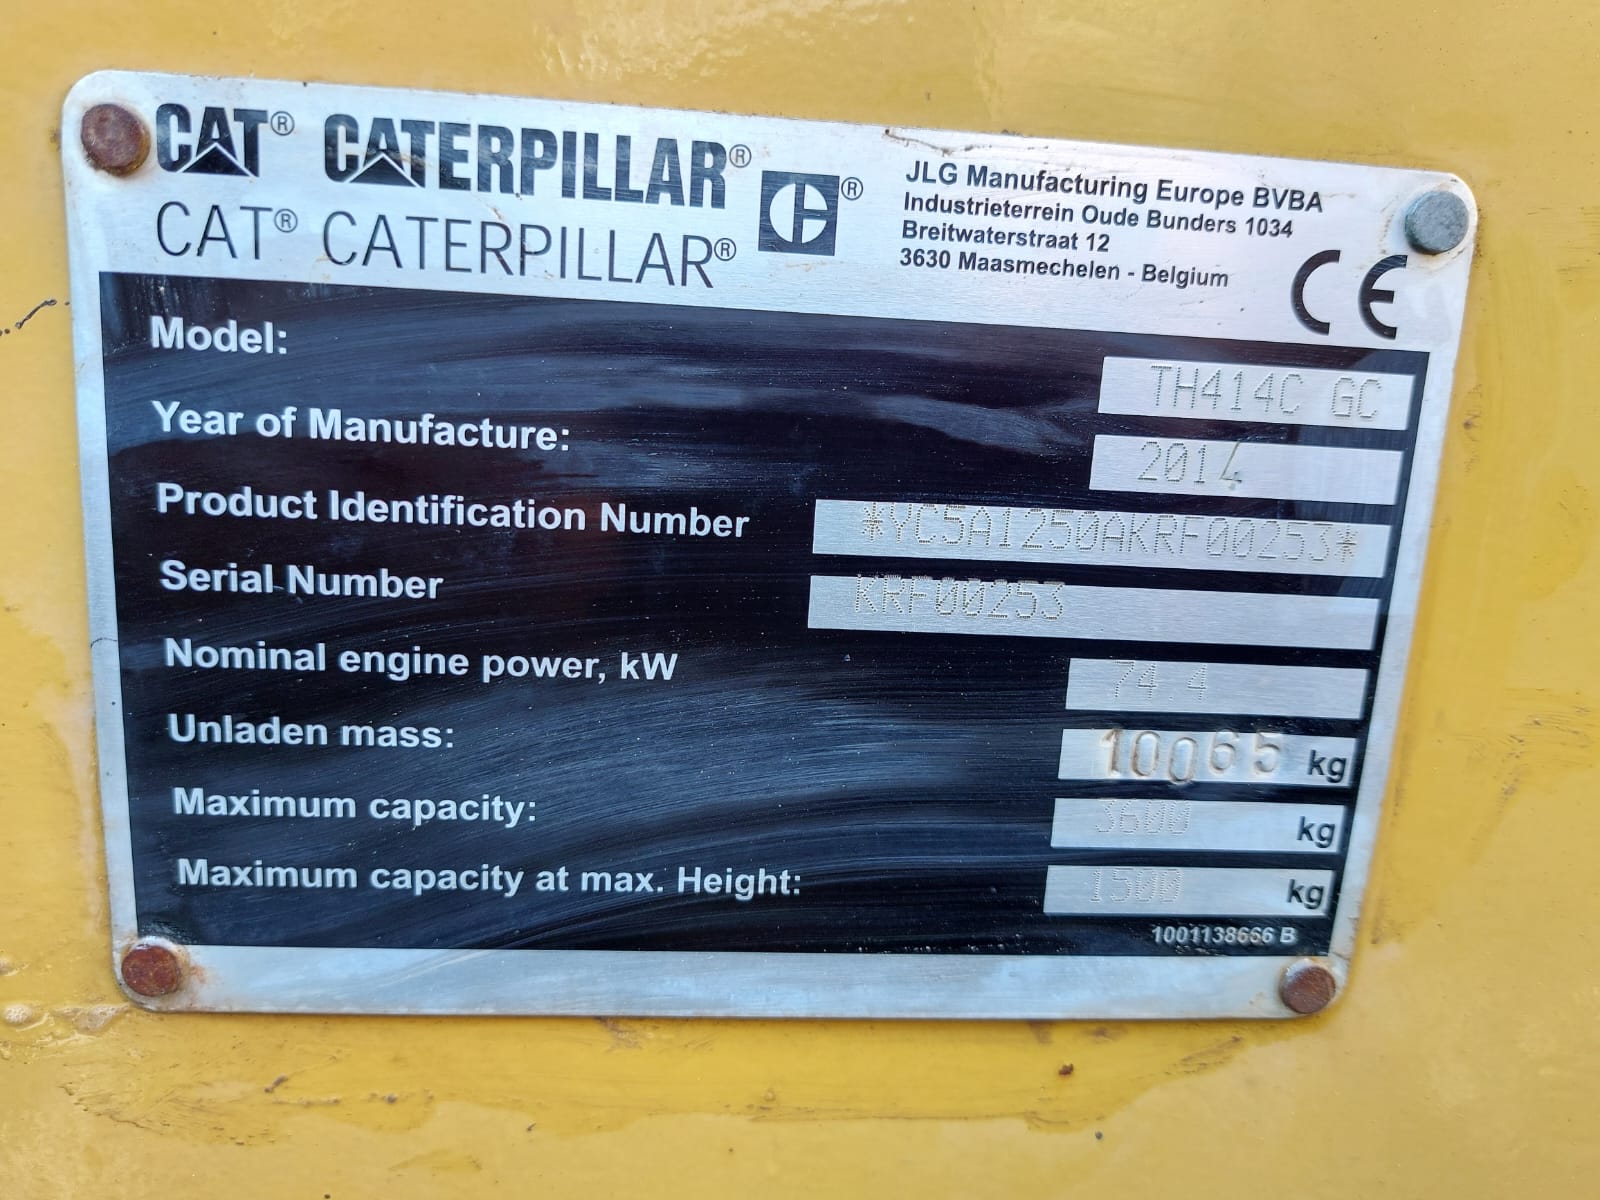 CAT® CATERPILLAR® ®
CAT® CATERPILLAR®
JLG Manufacturing Europe BVBA
Industrieterrein Oude Bunders 1034
Breitwaterstraat 12
3630 Maasmechelen - Belgium
CE
Model: TH414C GC
Year of Manufacture: 2014
Product Identification Number *YC5A1250AKRF00253*
Serial Number KRF00253
Nominal engine power, kW 74.4
Unladen mass: 10065 kg
Maximum capacity: 3600 kg
Maximum capacity at max. Height: 1500 kg
1001138666 B